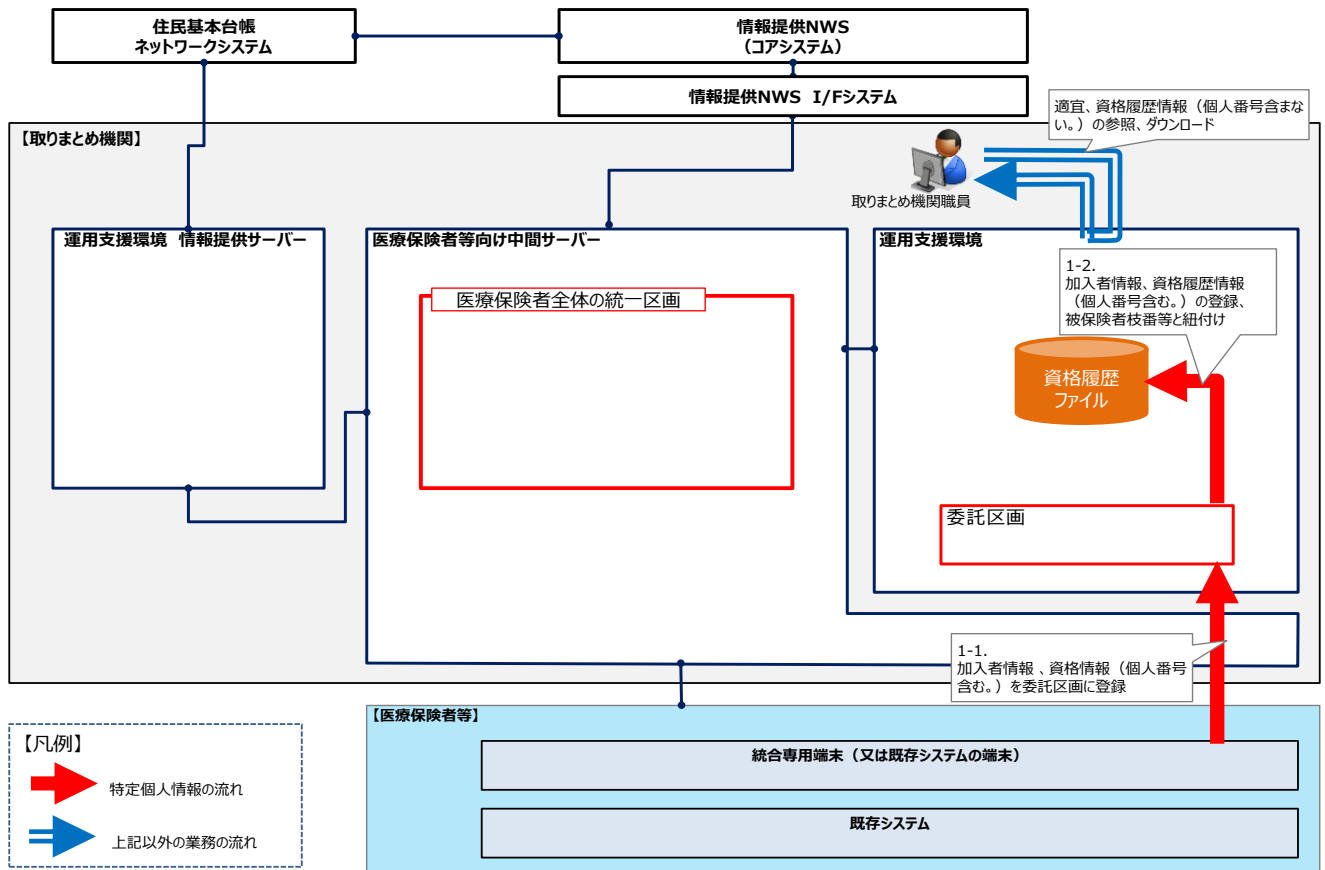 住民基本台帳
ネットワークシステム
情報提供NWS
(コアシステム)
情報提供NWS I/Fシステム
適宜、資格履歴情報（個人番号含まな
い。）の参照、ダウンロード
【取りまとめ機関】
取りまとめ機関職員
運用支援環境 情報提供サーバー
医療保険者等向け中間サーバー
運用支援環境
医療保険者全体の統一区画
1-2.
加入者情報、資格履歴情報
（個人番号含む。）の登録、
被保険者枝番等と紐付け
資格履歴
ファイル
委託区画
1-1.
加入者情報 、資格情報（個人番号
含む。）を委託区画に登録
【医療保険者等】
統合専用端末（又は既存システムの端末）
既存システム
【凡例】
特定個人情報の流れ
上記以外の業務の流れ